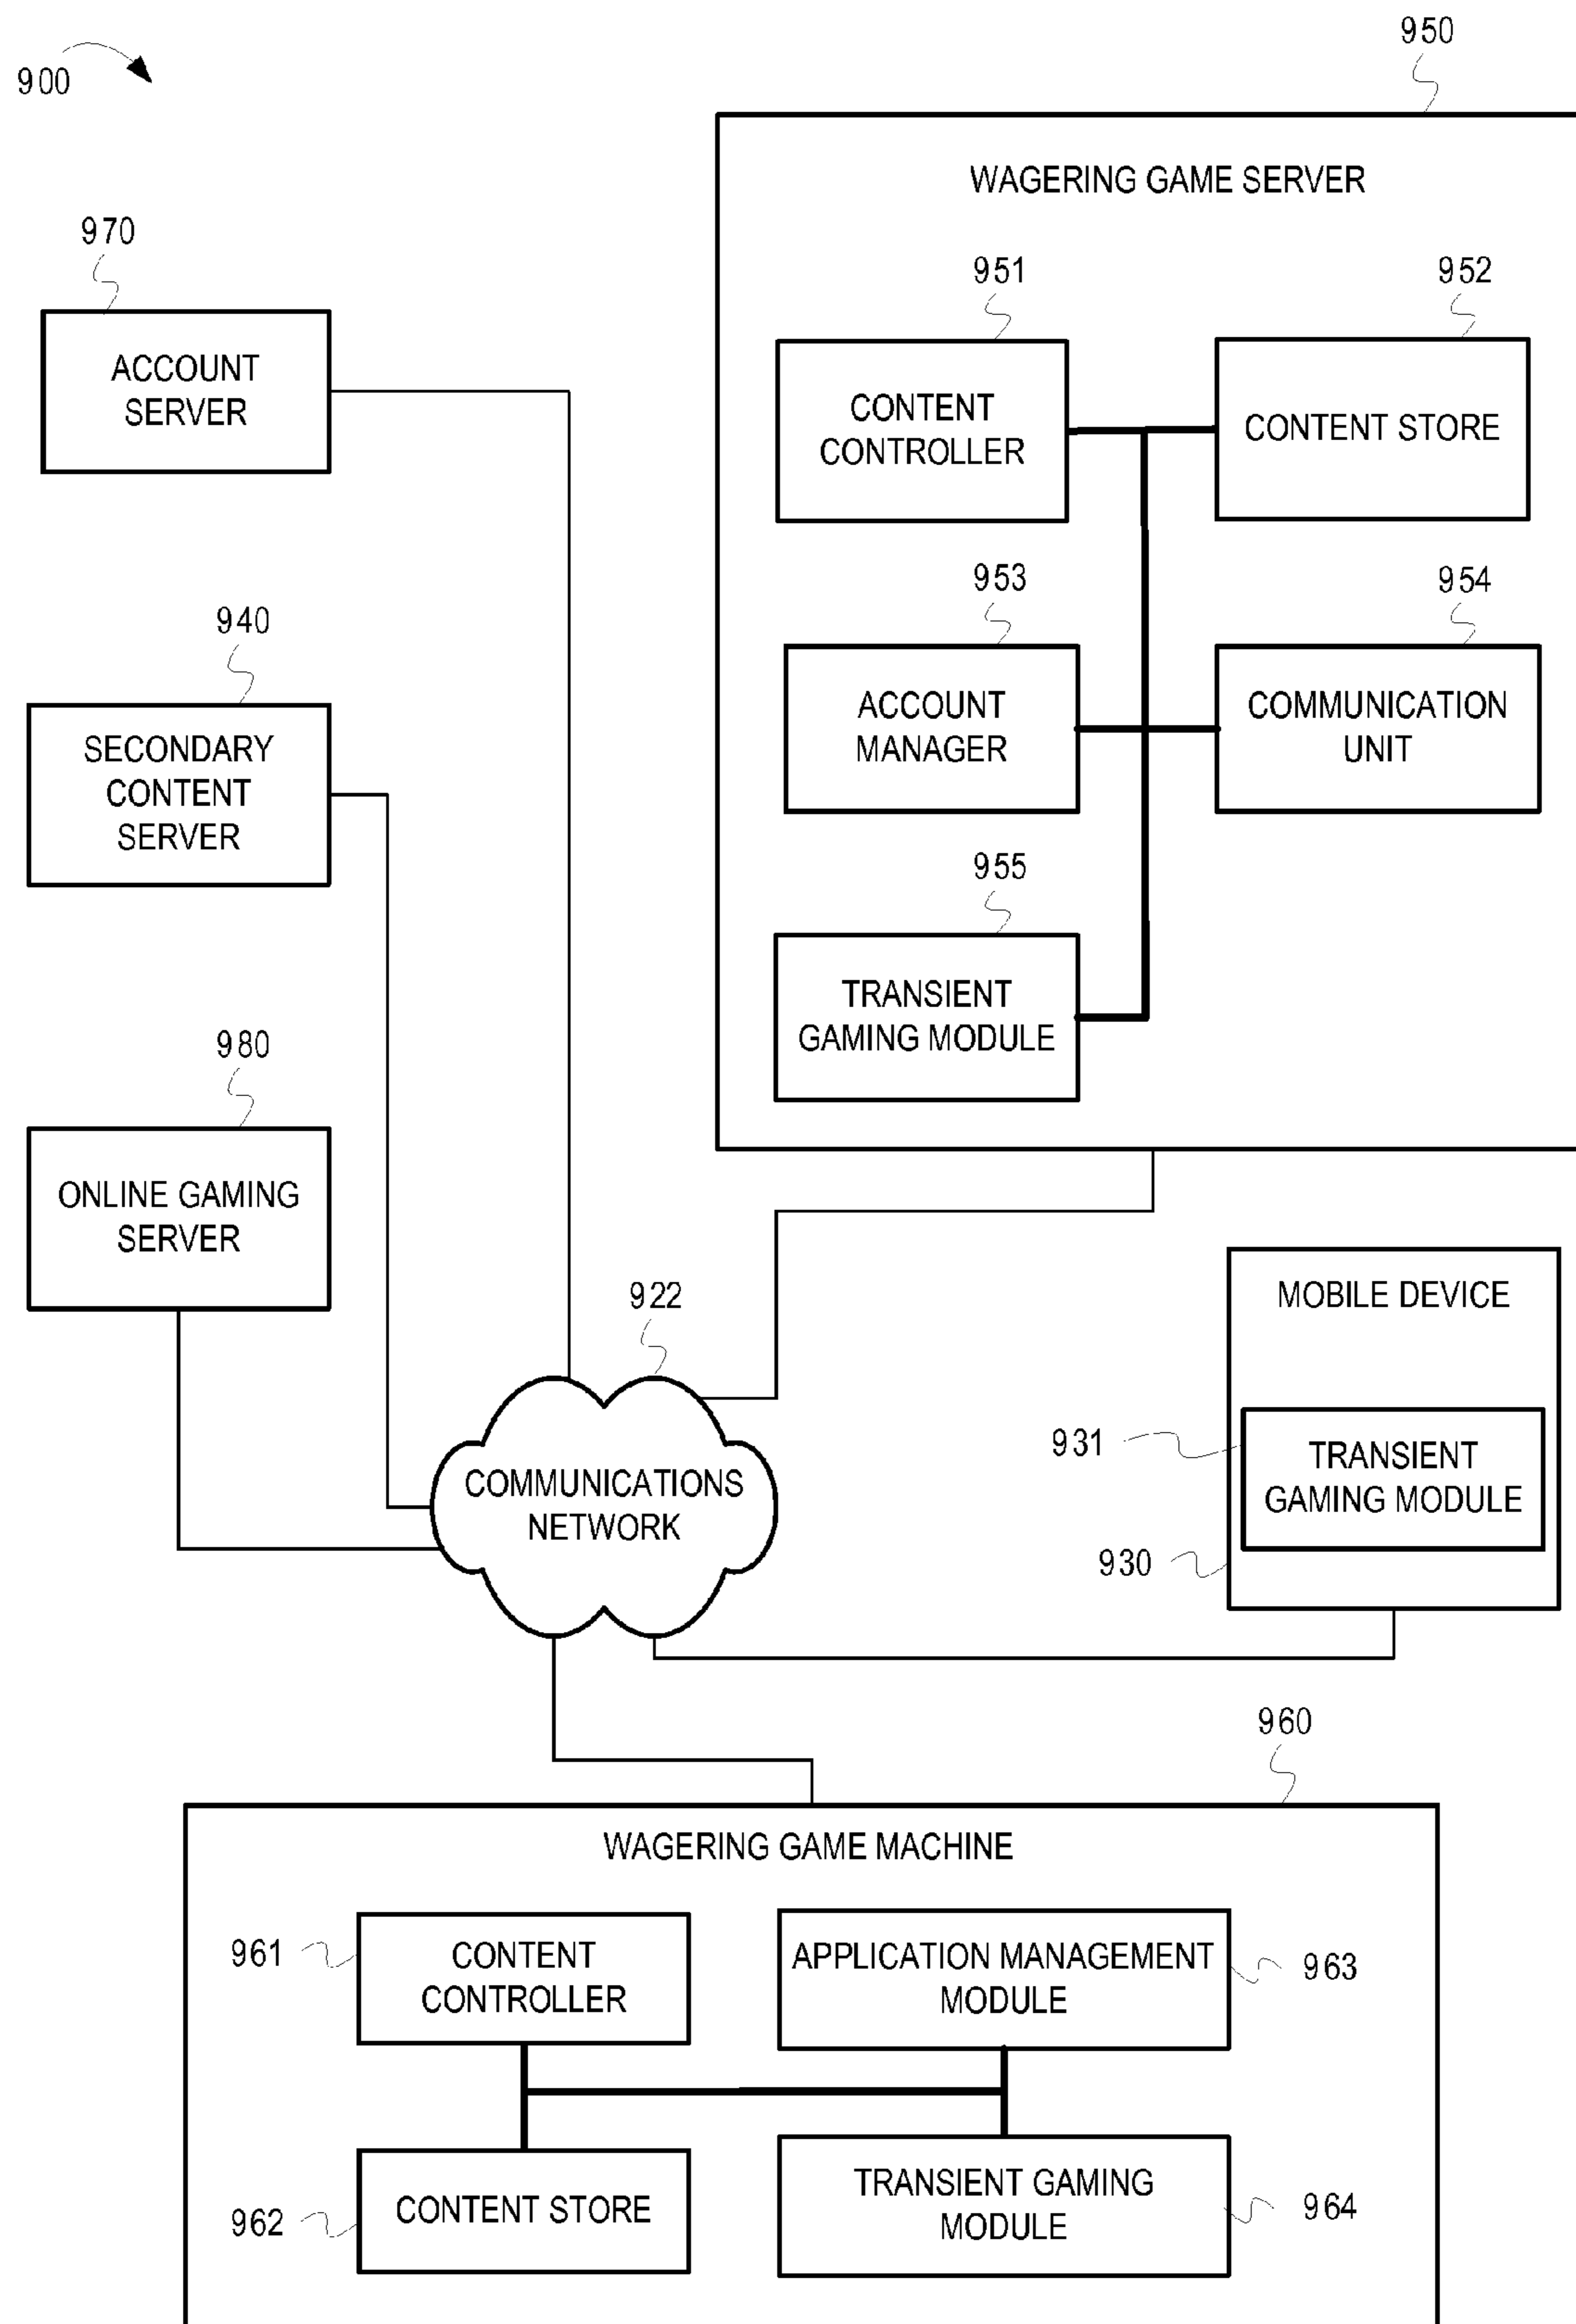 900
950
WAGERING GAME SERVER
970
951
952
ACCOUNT
SERVER
CONTENT
CONTROLLER
CONTENT STORE
940
953
954
SECONDARY
CONTENT
SERVER
ACCOUNT
MANAGER
COMMUNICATION
UNIT
955
TRANSIENT
GAMING MODULE
980
ONLINE GAMING
SERVER
922
MOBILE DEVICE
931
TRANSIENT
GAMING MODULE
COMMUNICATIONS
NETWORK
930
960
WAGERING GAME MACHINE
961
CONTENT
CONTROLLER
APPLICATION MANAGEMENT
MODULE
963
962
CONTENT STORE
TRANSIENT GAMING
MODULE
964